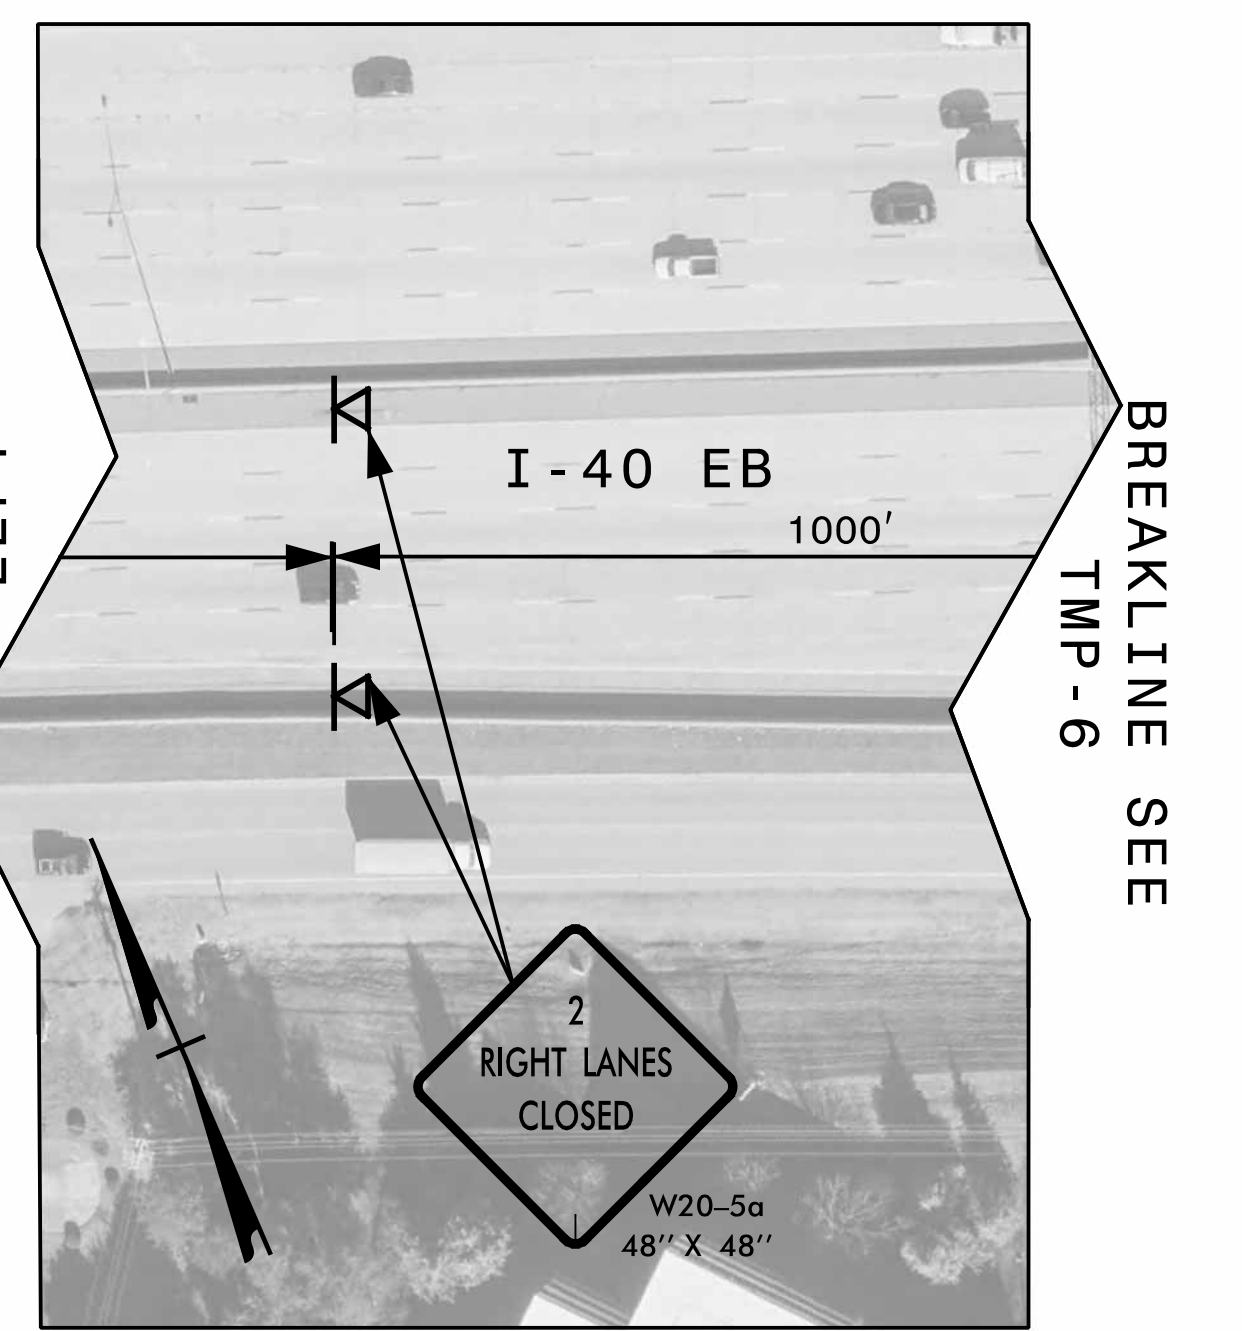 I-40 EB
1000'
BREAKLINE SEE
TMP-6
2
RIGHT LANES
CLOSED
W20-5a
48'' X 48''